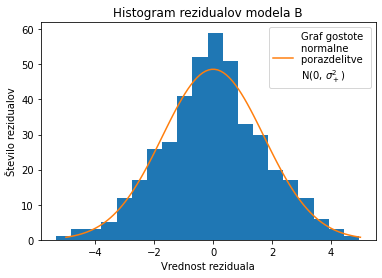 Histogram rezidualov modela B
Število rezidualov
60
50
40
30
20
10
0
Graf gostote
normalne
porazdelitve
N(0, σ₊²)
−4
−2
0
2
4
Vrednost reziduala